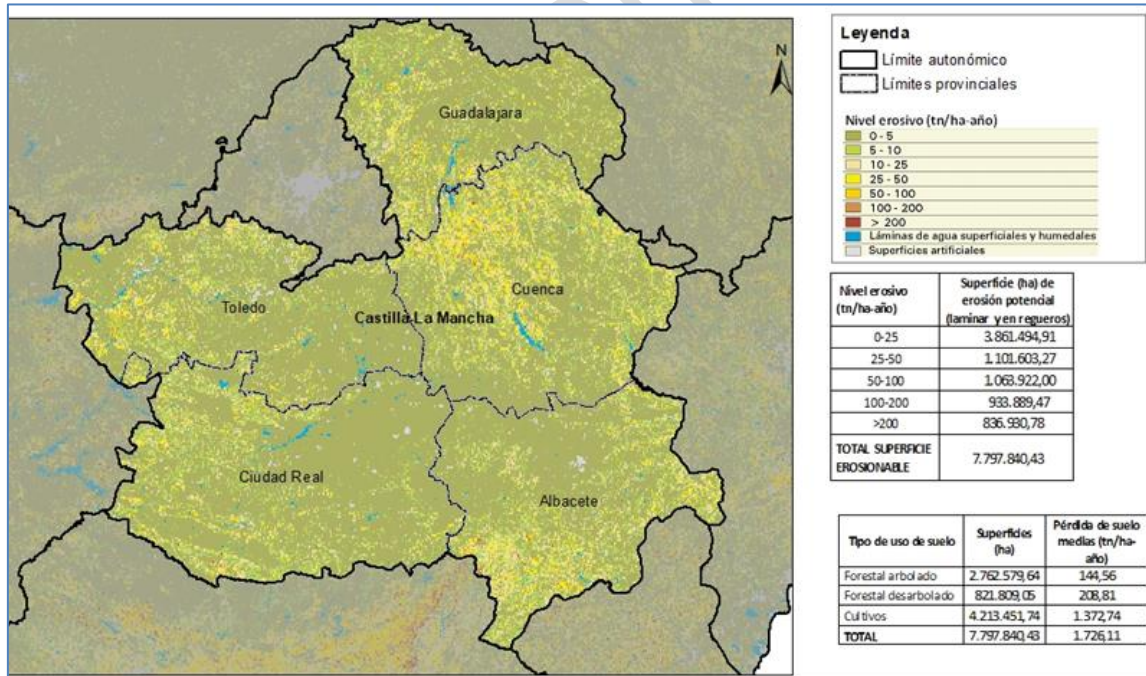 N
Guadalajara
Toledo
Cuenca
Castilla-La Mancha
Ciudad Real
Albacete
Leyenda
Límite autonómico
Límites provinciales
Nivel erosivo (tn/ha-año)
0 - 5
5 - 10
10 - 25
25 - 50
50 - 100
100 - 200
> 200
Láminas de agua superficiales y humedales
Superficies artificiales
Nivel erosivo
(tn/ha-año)
Superficie (ha) de
erosión potencial
(laminar y en regueros)
0-25 3.861.494,91
25-50 1.101.603,27
50-100 1.063.922,00
100-200 933.889,47
>200 836.930,78
TOTAL SUPERFICIE
EROSIONABLE
7.797.840,43
Tipo de uso de suelo
Superficies
(ha)
Pérdida de suelo
medias (tn/ha-
año)
Forestal arbolado 2.762.579,64 144,56
Forestal desarbolado 821.809,05 208,81
Cultivos 4.213.451,74 1.372,74
TOTAL 7.797.840,43 1.726,11